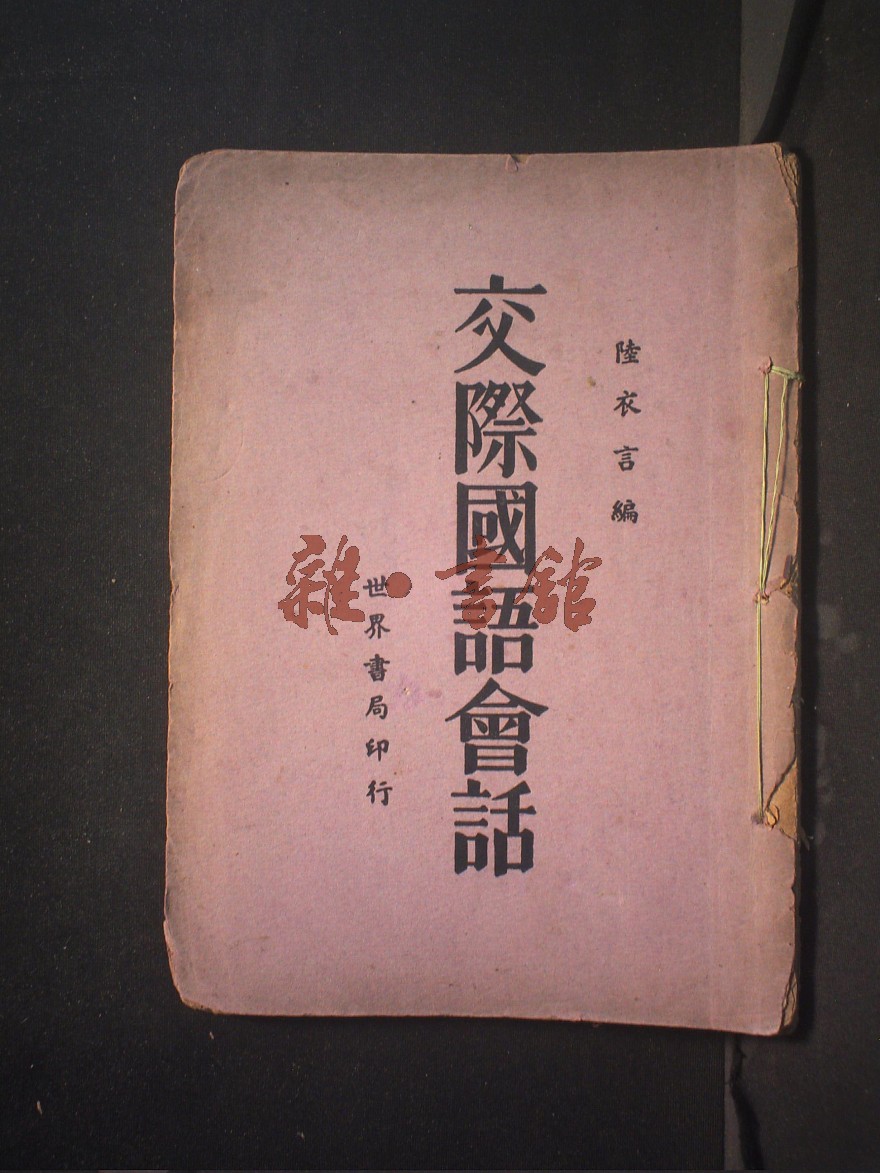 陸衣言編
交際國語會話
世界書局印行
雜·書館